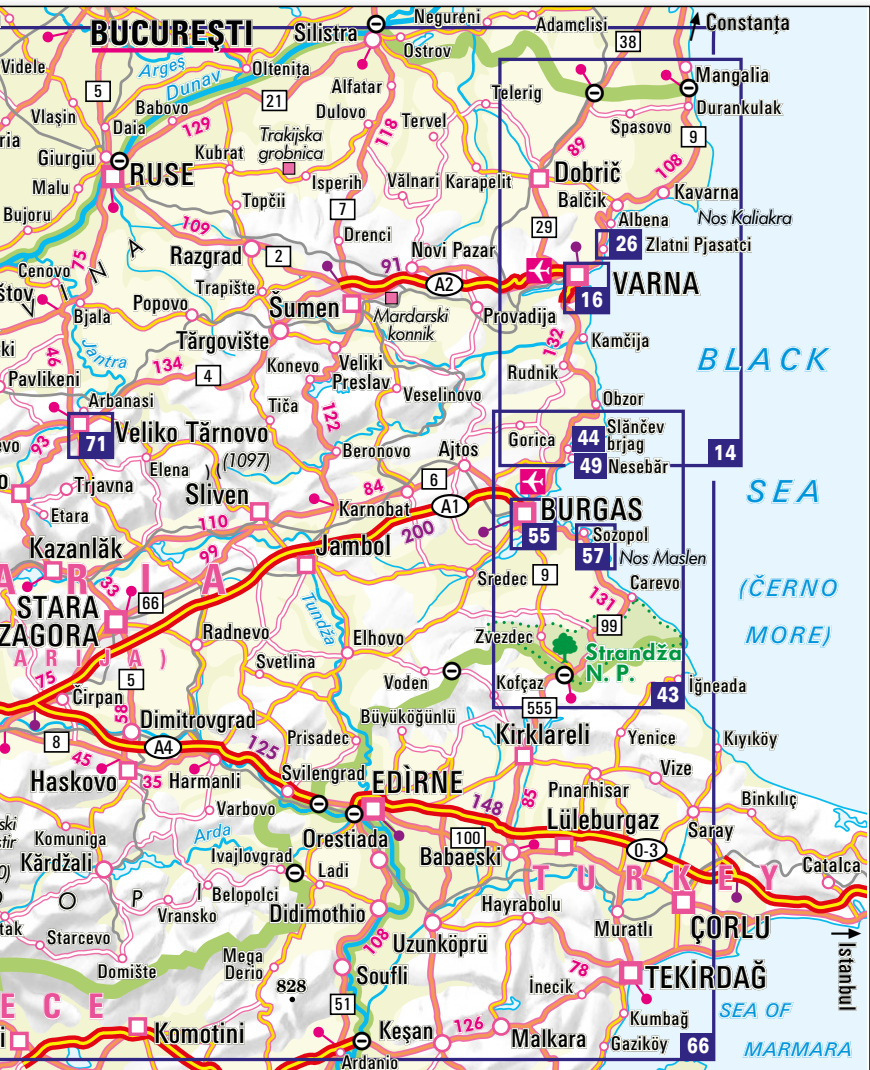 BUCUREŞTI
Silistra
Negureni
Adamclisi
Constanţa
Videle
Argeş
Dunav
Olteniţa
Ostrov
38
Mangalia
5
Alfatar
21
Telerig
Durankulak
Vlaşin
Babovo
Daia
129
Dulovo
118
Tervel
Spasovo
9
89
Giurgiu
Kubrat
Trakijska
grobnica
RUSE
Isperih
Vălnari
Karapelit
Dobrič
108
Malu
Balčik
Kavarna
Bujoru
Topčii
7
109
Albena
Nos Kaliakra
29
Drenci
26
Zlatni Pjasatci
75
Razgrad
2
Novi Pazar
91
A2
VARNA
16
Cenovo
Trapište
Popovo
Šumen
Madarski
konnik
Provadija
Bjala
Tărgovište
132
Kamčija
Jantra
46
134
4
Konevo
Veliki
Preslav
Rudnik
BLACK
Pavlikeni
Veselinovo
Arbanasi
Tiča
122
Obzor
71
Veliko Tărnovo
93
Gorica
44
Slănčev
brjag
14
49
Nesebăr
Elena
(1097)
Beronovo
Ajtos
Trjavna
Sliven
84
6
SEA
Etara
Karnobat
A1
110
BURGAS
55
Kazanlăk
99
200
Sozopol
57
Nos Maslen
Jambol
33
Sredec
9
Carevo
131
(ČERNO
MORE)
STARA
ZAGORA
66
Tundža
99
Radnevo
Elhovo
Zvezdec
Strandža
N. P.
Svetlina
Voden
Kofçaz
43
İğneada
75
Čirpan
5
58
555
Dimitrovgrad
Büyüköğünlü
8
A4
125
Prisadec
Kirklareli
Yenice
Kıyıköy
45
Haskovo
35
Harmanli
Svilengrad
EDİRNE
148
85
Pınarhisar
Vize
Varbovo
Binkılıç
Komuniga
Arda
Orestiada
100
Lüleburgaz
Saray
Kărdžali
Ivajlovgrad
Ladi
Babaeski
0-3
Catalca
TURKEY
Belopolci
Vransko
Didimothio
Hayrabolu
ÇORLU
Starcevo
Muratlı
Uzunköprü
108
Istanbul
Domište
Mega
Derio
Soufli
78
TEKİRDAĞ
828
İnecik
51
Kumbağ
SEA OF
MARMARA
Komotini
Keşan
126
Malkara
Gaziköy
66
Ardanio